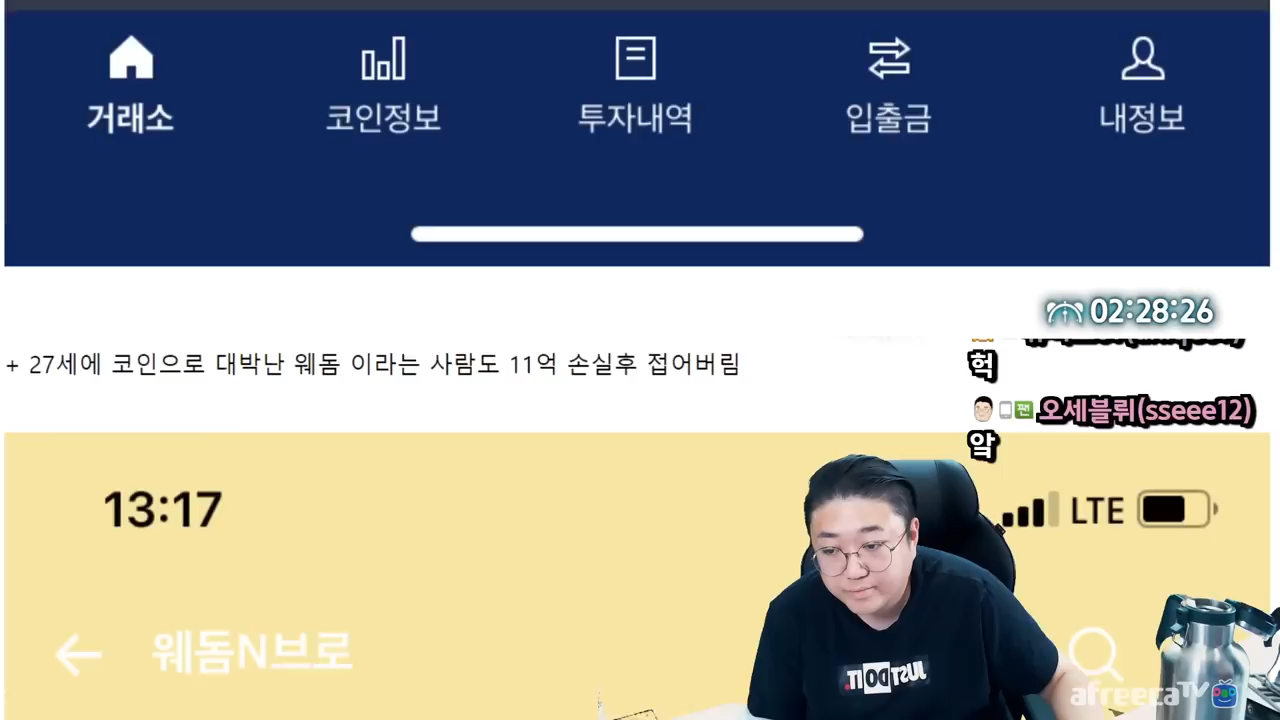 거래소
코인정보
투자내역
입출금
내정보
02:28:26
+ 27세에 코인으로 대박난 웨돔 이라는 사람도 11억 손실후 접어버림
헉
팬 오세블뤼(sseee12)
앜
13:17
LTE
웨돔N브로
JUST DO IT.
afreecaTV